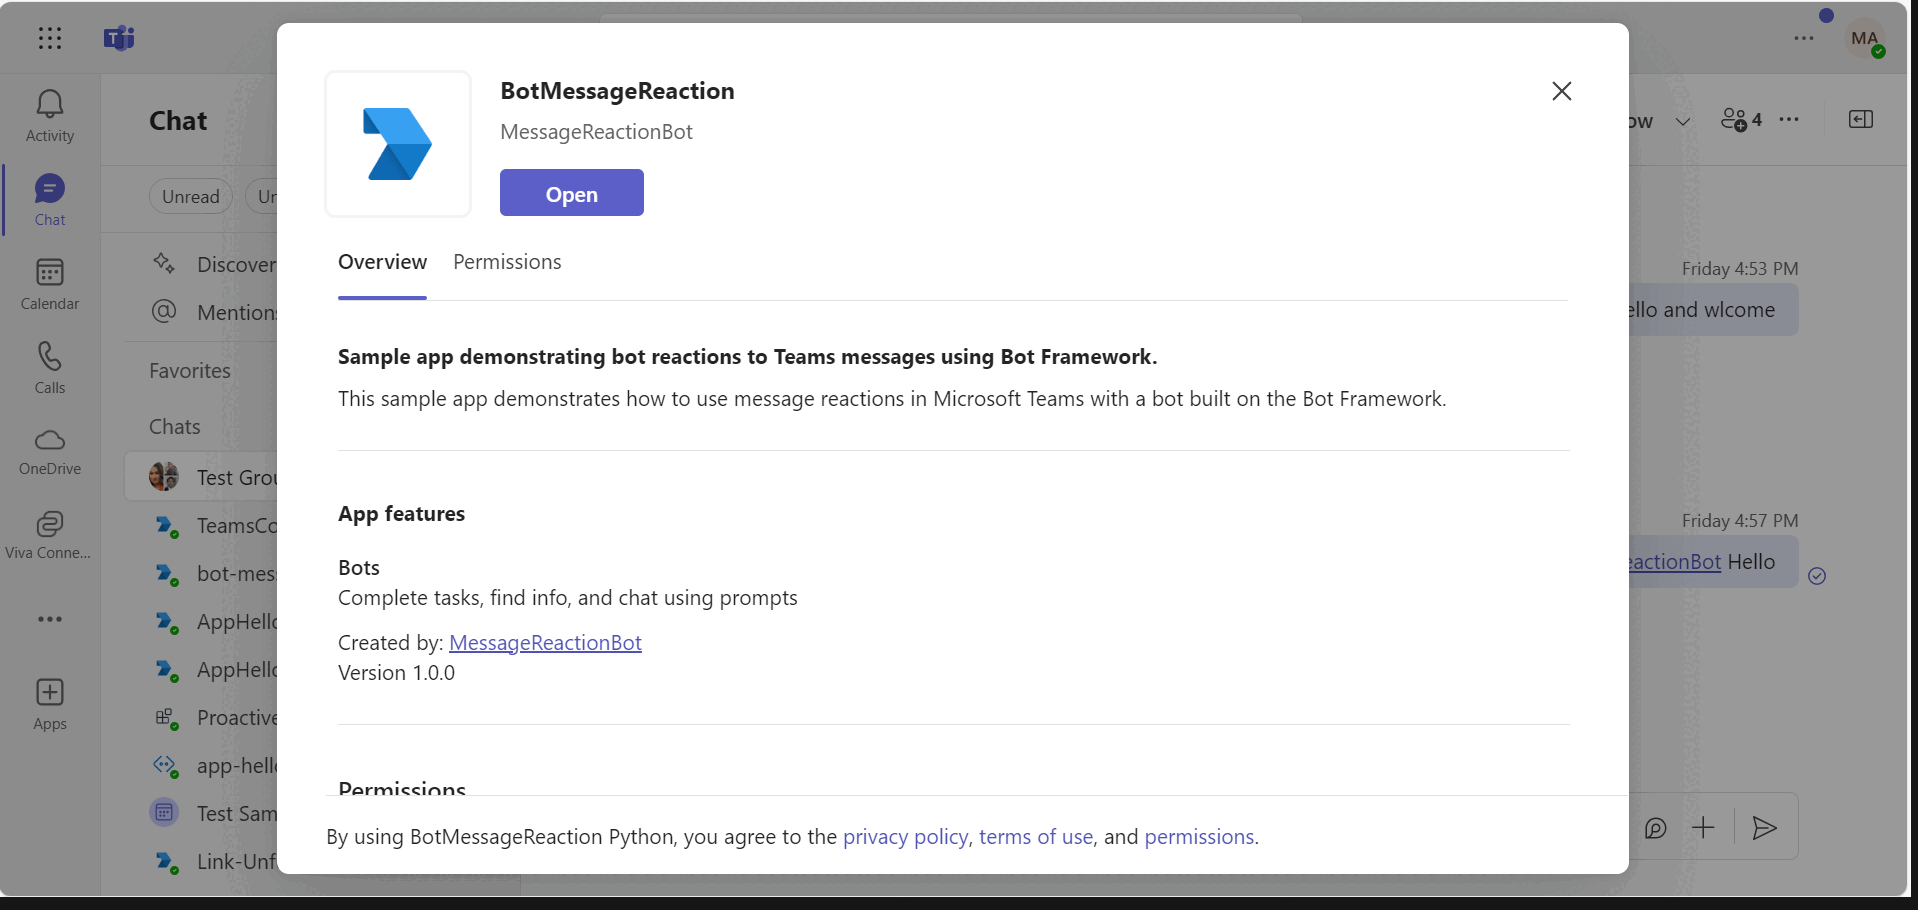 MA
Activity
Chat
Calendar
Calls
OneDrive
Viva Conne...
Apps
Chat
Unread
Discover
Mentions
Favorites
Chats
Test Grou
TeamsCo
bot-mes
AppHello
AppHello
Proactive
app-hello
Test Sam
Link-Unf
BotMessageReaction
MessageReactionBot
Open
Overview
Permissions
Sample app demonstrating bot reactions to Teams messages using Bot Framework.
This sample app demonstrates how to use message reactions in Microsoft Teams with a bot built on the Bot Framework.
App features
Bots
Complete tasks, find info, and chat using prompts
Created by: MessageReactionBot
Version 1.0.0
Permissions
By using BotMessageReaction Python, you agree to the privacy policy, terms of use, and permissions.
4
Friday 4:53 PM
ello and wlcome
Friday 4:57 PM
eactionBot Hello